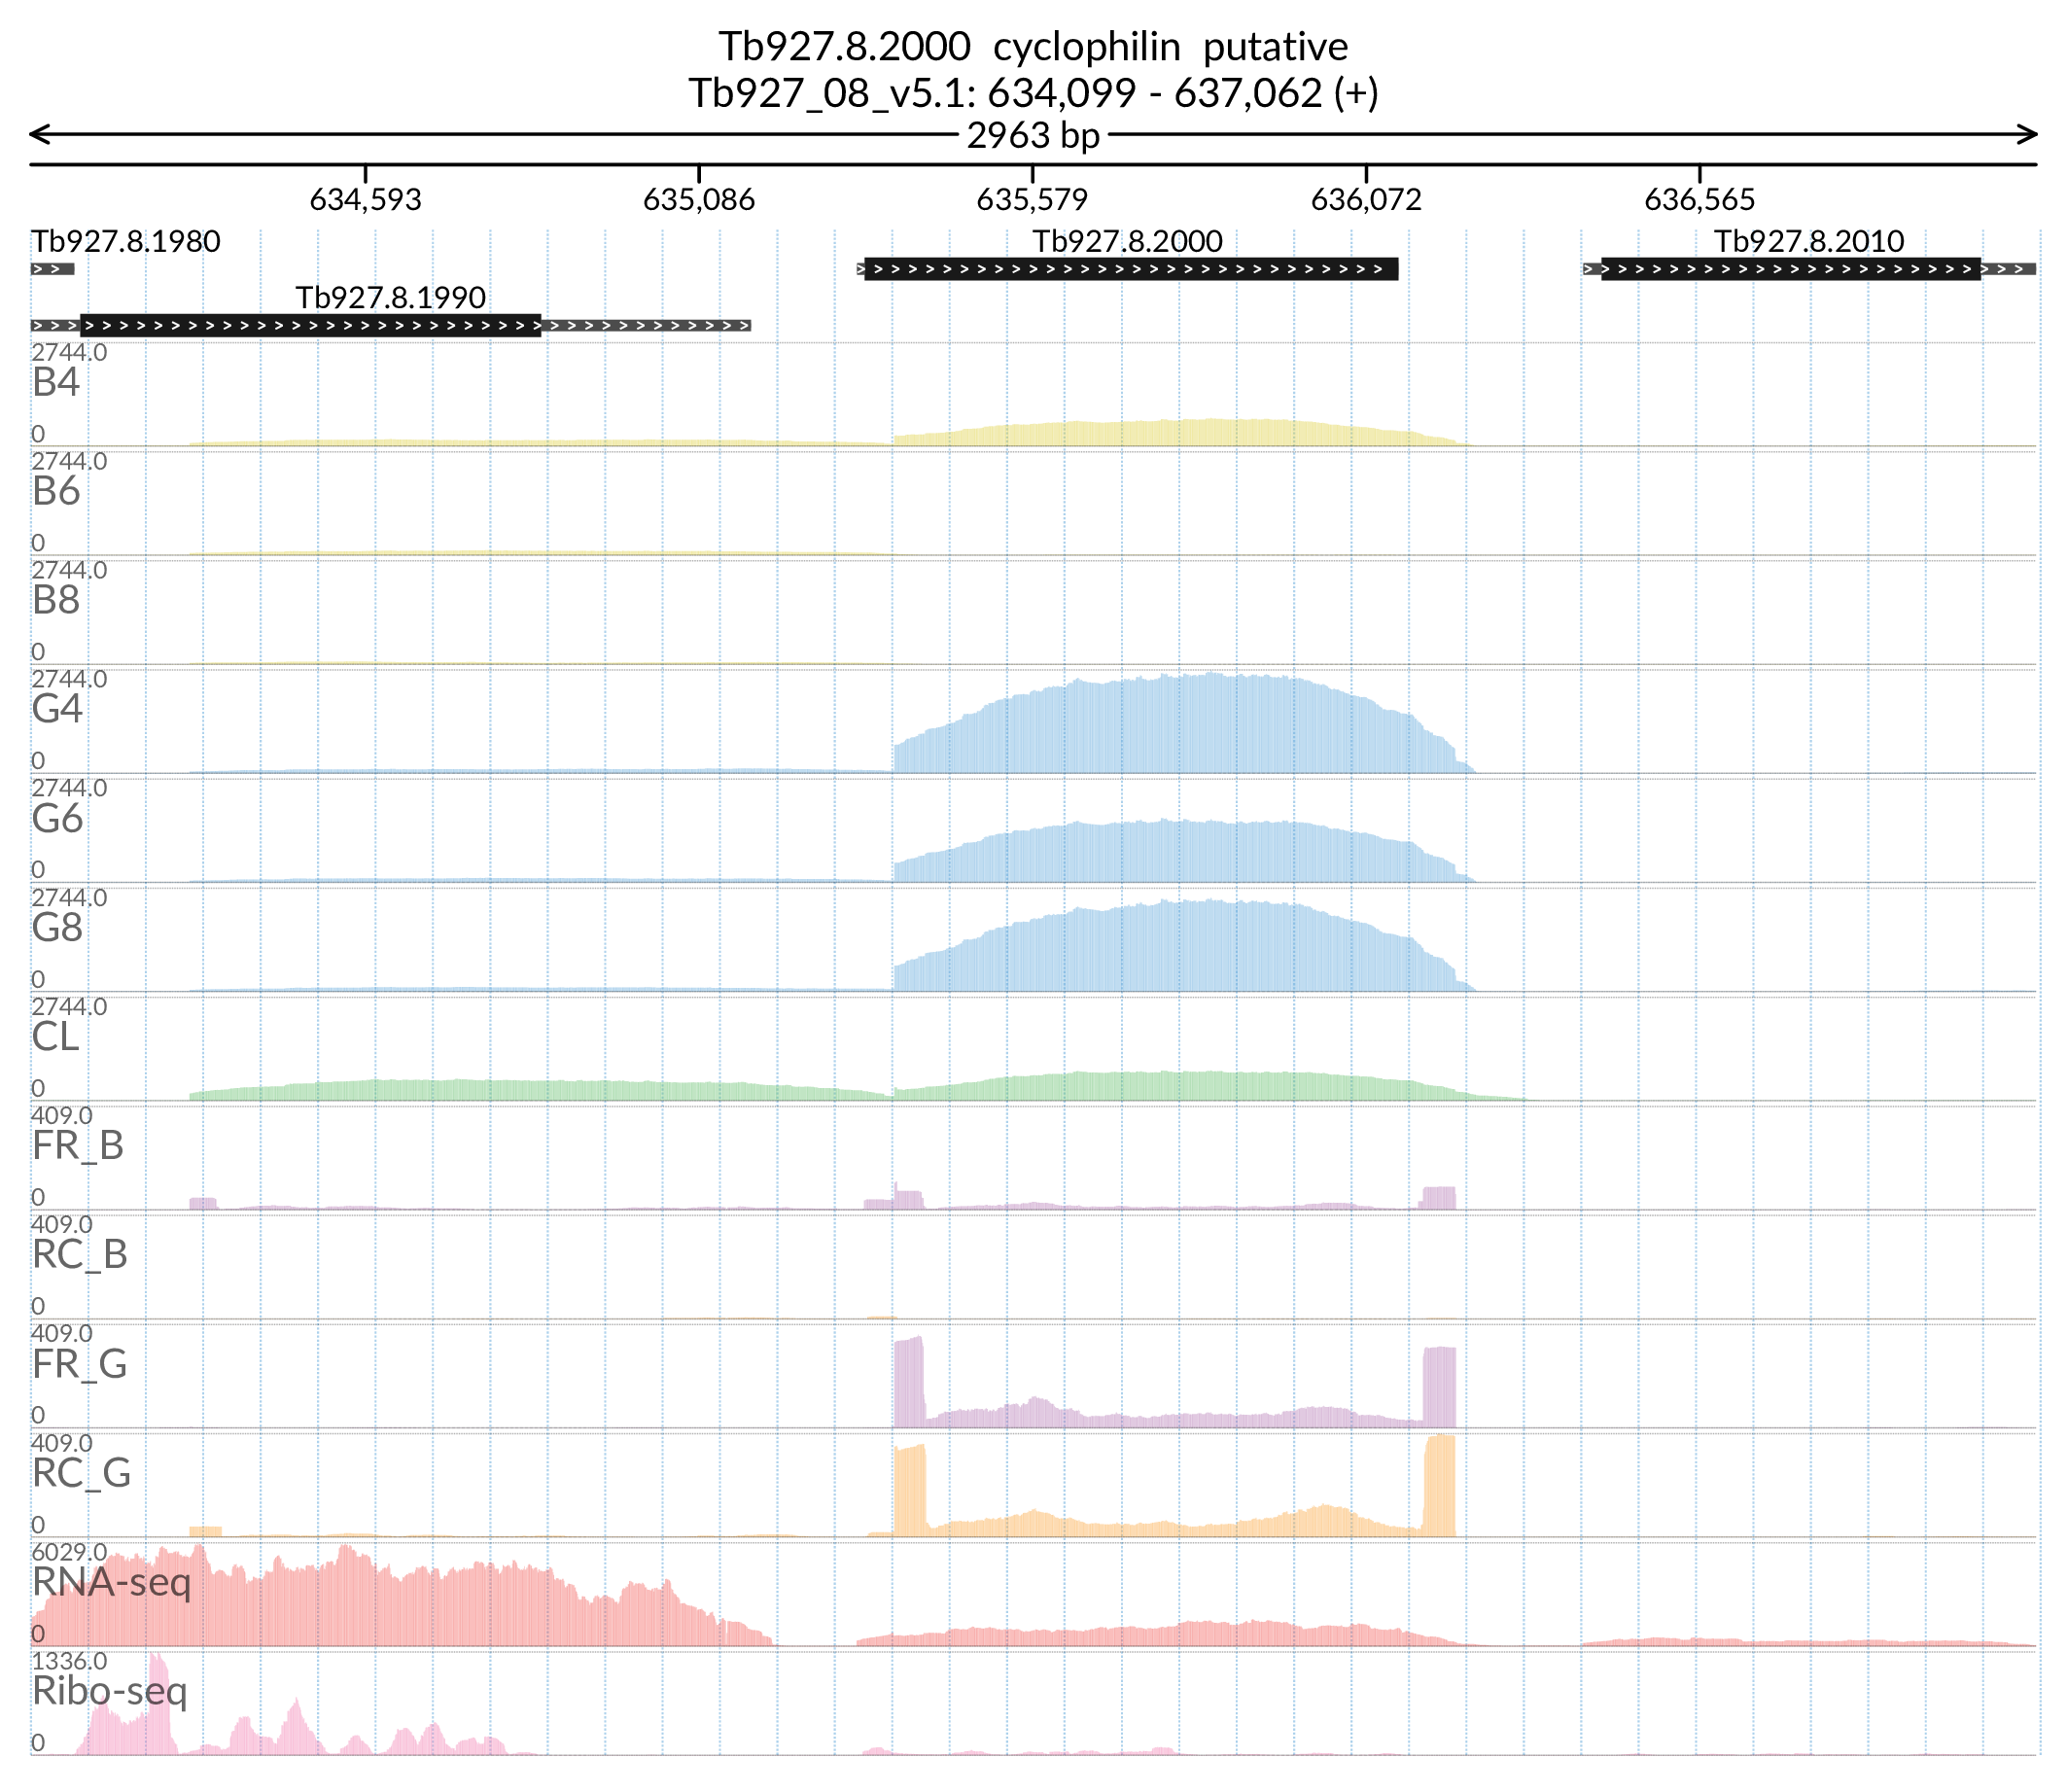 Tb927.8.2000 cyclophilin putative
Tb927_08_v5.1: 634,099 - 637,062 (+)
2963 bp
634,593 635,086 635,579 636,072 636,565
Tb927.8.1980 Tb927.8.2000 Tb927.8.2010
Tb927.8.1990
2744.0
B4
0
2744.0
B6
0
2744.0
B8
0
2744.0
G4
0
2744.0
G6
0
2744.0
G8
0
2744.0
CL
0
409.0
FR_B
0
409.0
RC_B
0
409.0
FR_G
0
409.0
RC_G
0
6029.0
RNA-seq
0
1336.0
Ribo-seq
0